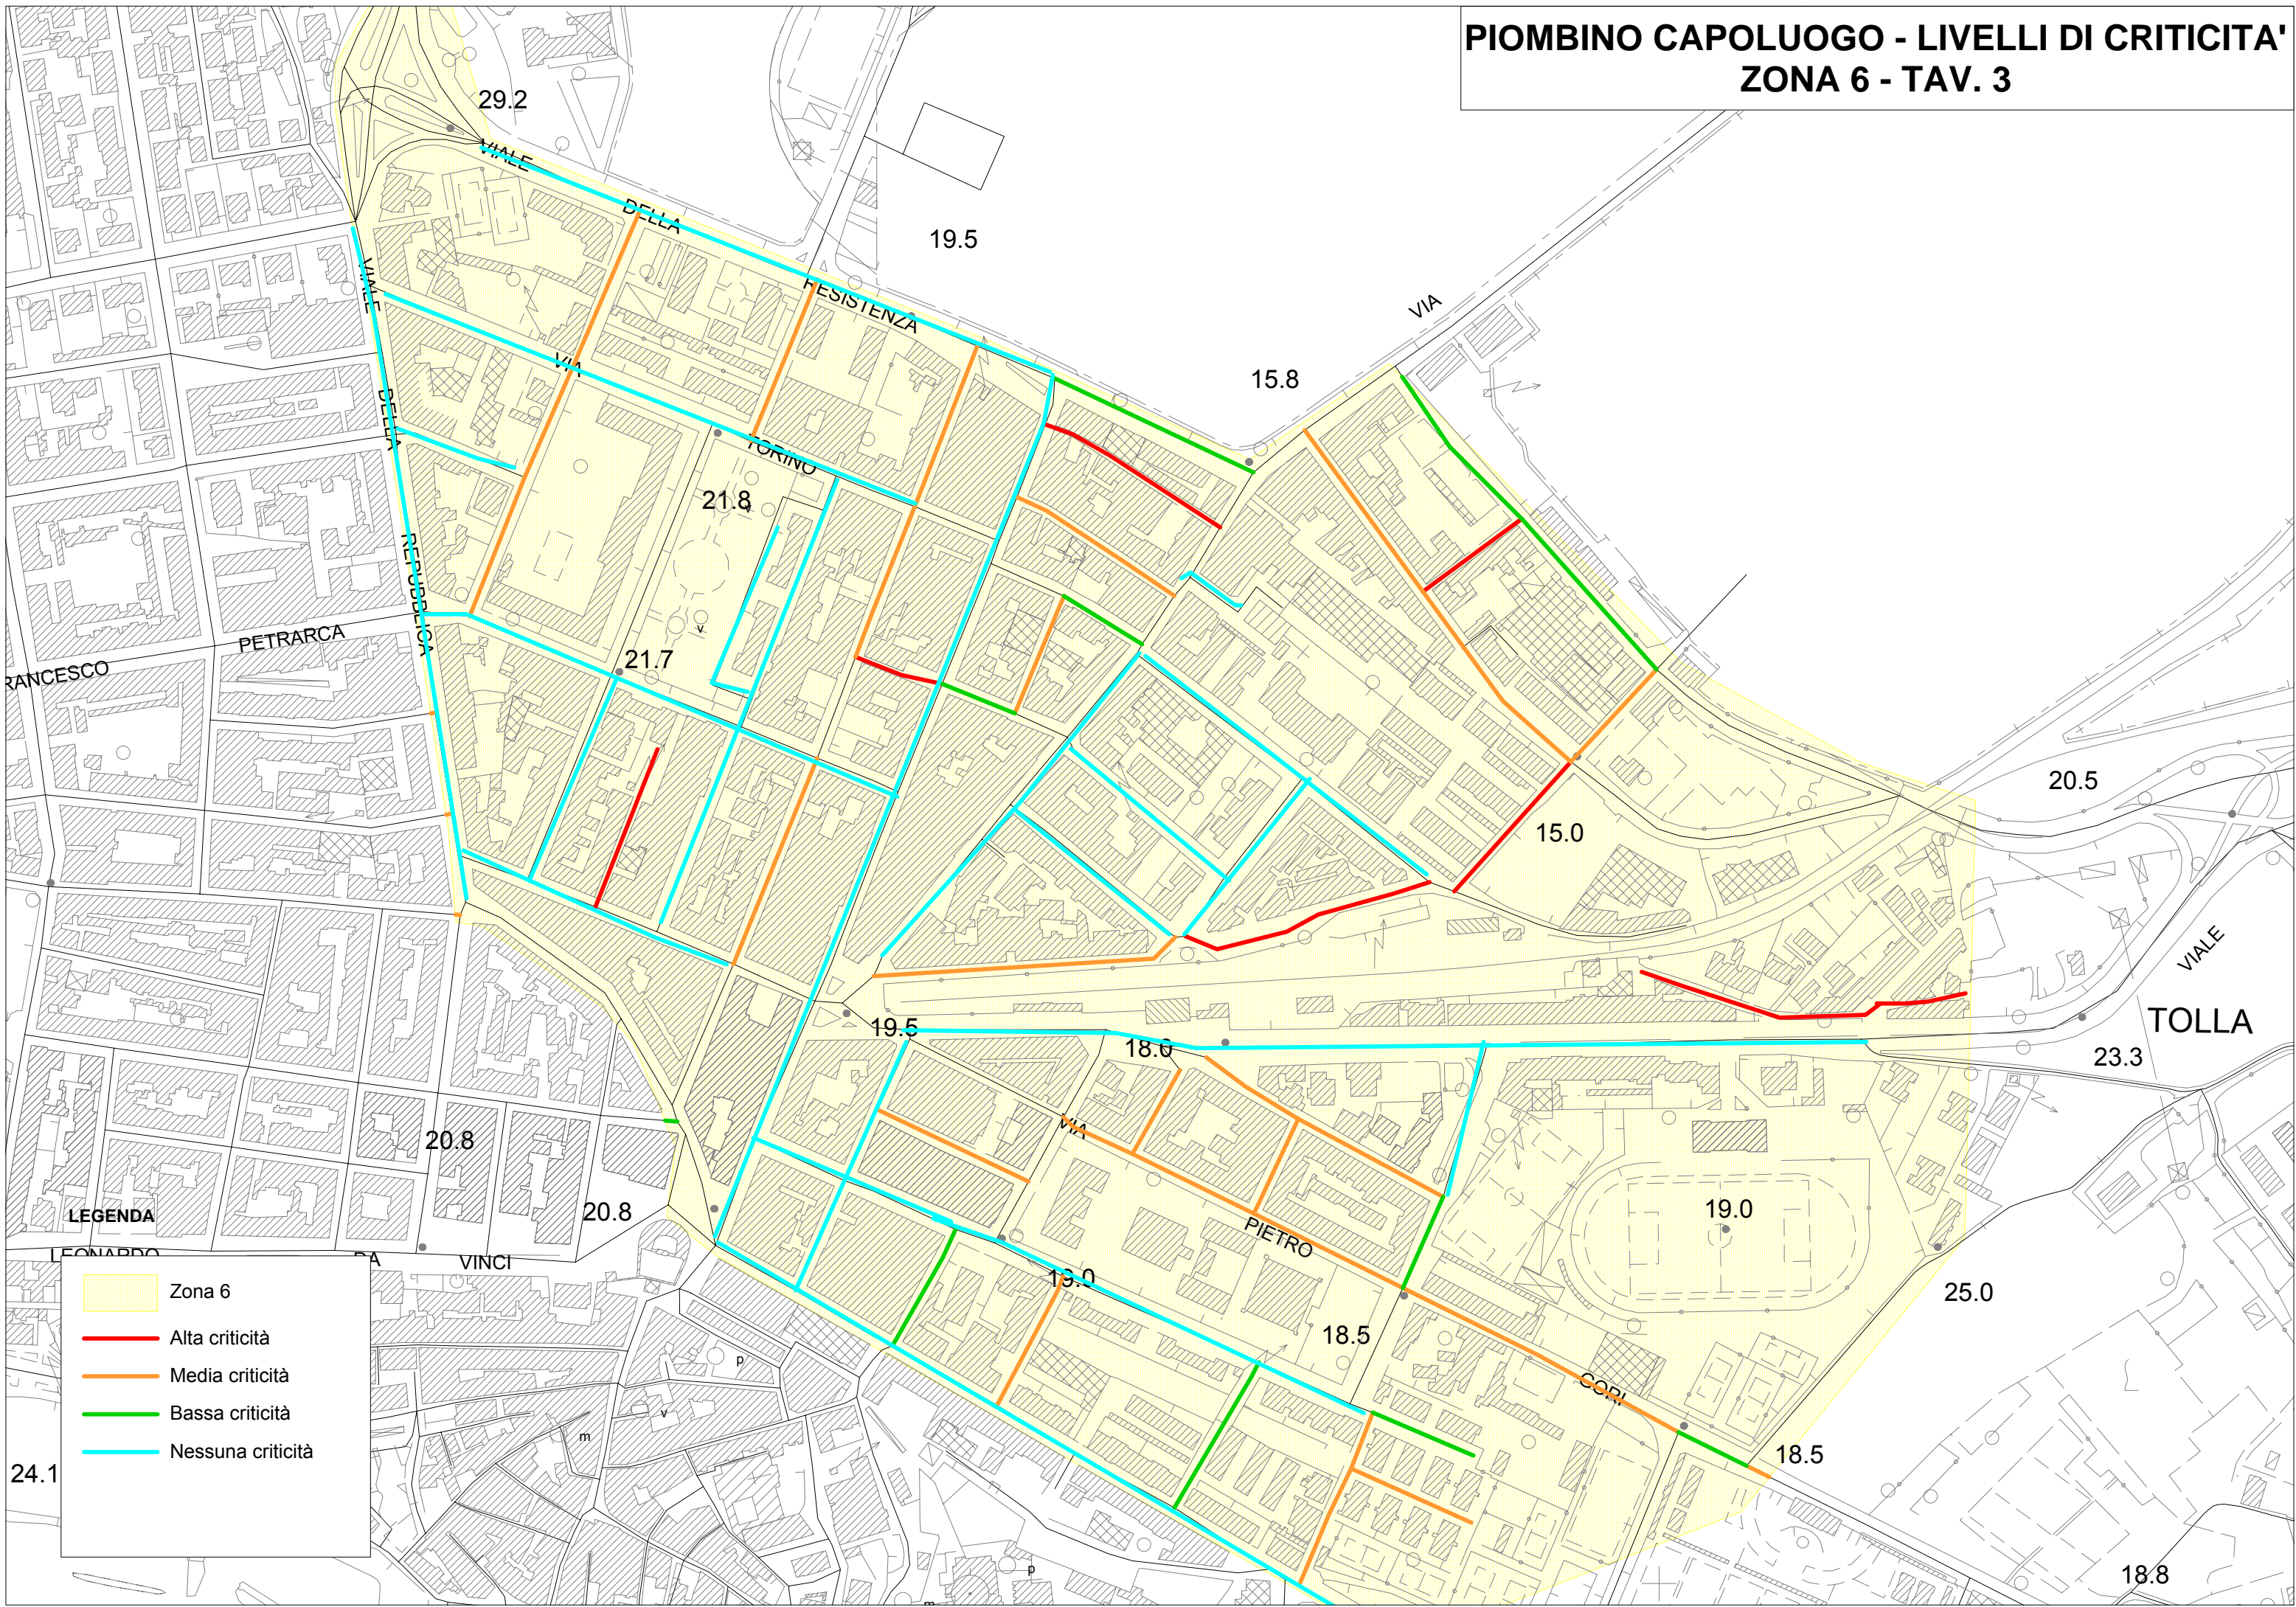 PIOMBINO CAPOLUOGO - LIVELLI DI CRITICITA'
ZONA 6 - TAV. 3
29.2
VIALE
DELLA
RESISTENZA
19.5
VIA
15.8
VIALE
DELLA
REPUBBLICA
VIA
TORINO
21.8
v
v
21.7
PETRARCA
RANCESCO
20.5
15.0
VIALE
TOLLA
19.5
18.0
23.3
20.8
VIA
PIETRO
GORI
19.0
20.8
19.0
25.0
18.5
18.5
LEONARDO
DA
VINCI
LEGENDA
Zona 6
Alta criticità
Media criticità
Bassa criticità
Nessuna criticità
p
v
m
24.1
p
m
18.8